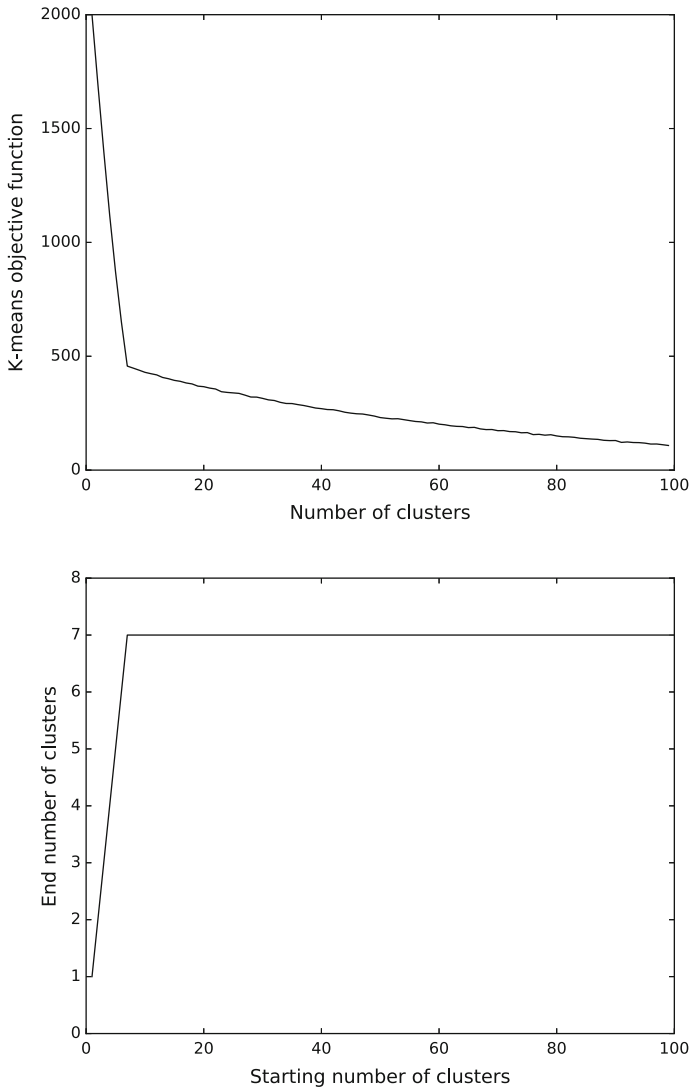 2000
1500
1000
500
0
K-means objective function
0 20 40 60 80 100
Number of clusters
8
7
6
5
4
3
2
1
0
End number of clusters
0 20 40 60 80 100
Starting number of clusters